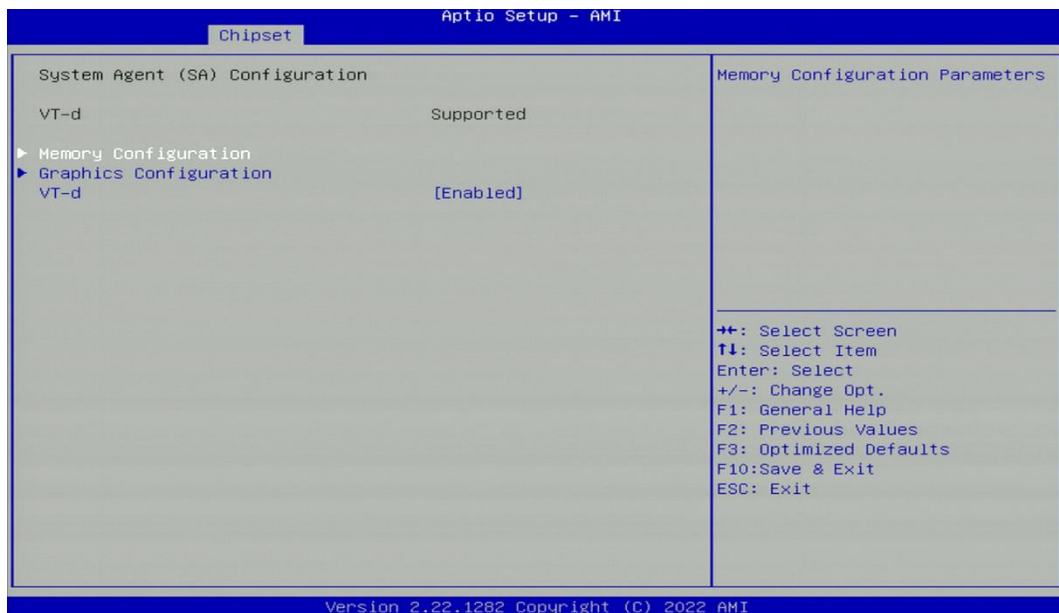 Aptio Setup – AMI
Chipset
System Agent (SA) Configuration
VT-d Supported
▶ Memory Configuration
▶ Graphics Configuration
VT-d [Enabled]
Memory Configuration Parameters
→←: Select Screen
↑↓: Select Item
Enter: Select
+/-: Change Opt.
F1: General Help
F2: Previous Values
F3: Optimized Defaults
F10:Save & Exit
ESC: Exit
Version 2.22.1282 Copyright (C) 2022 AMI